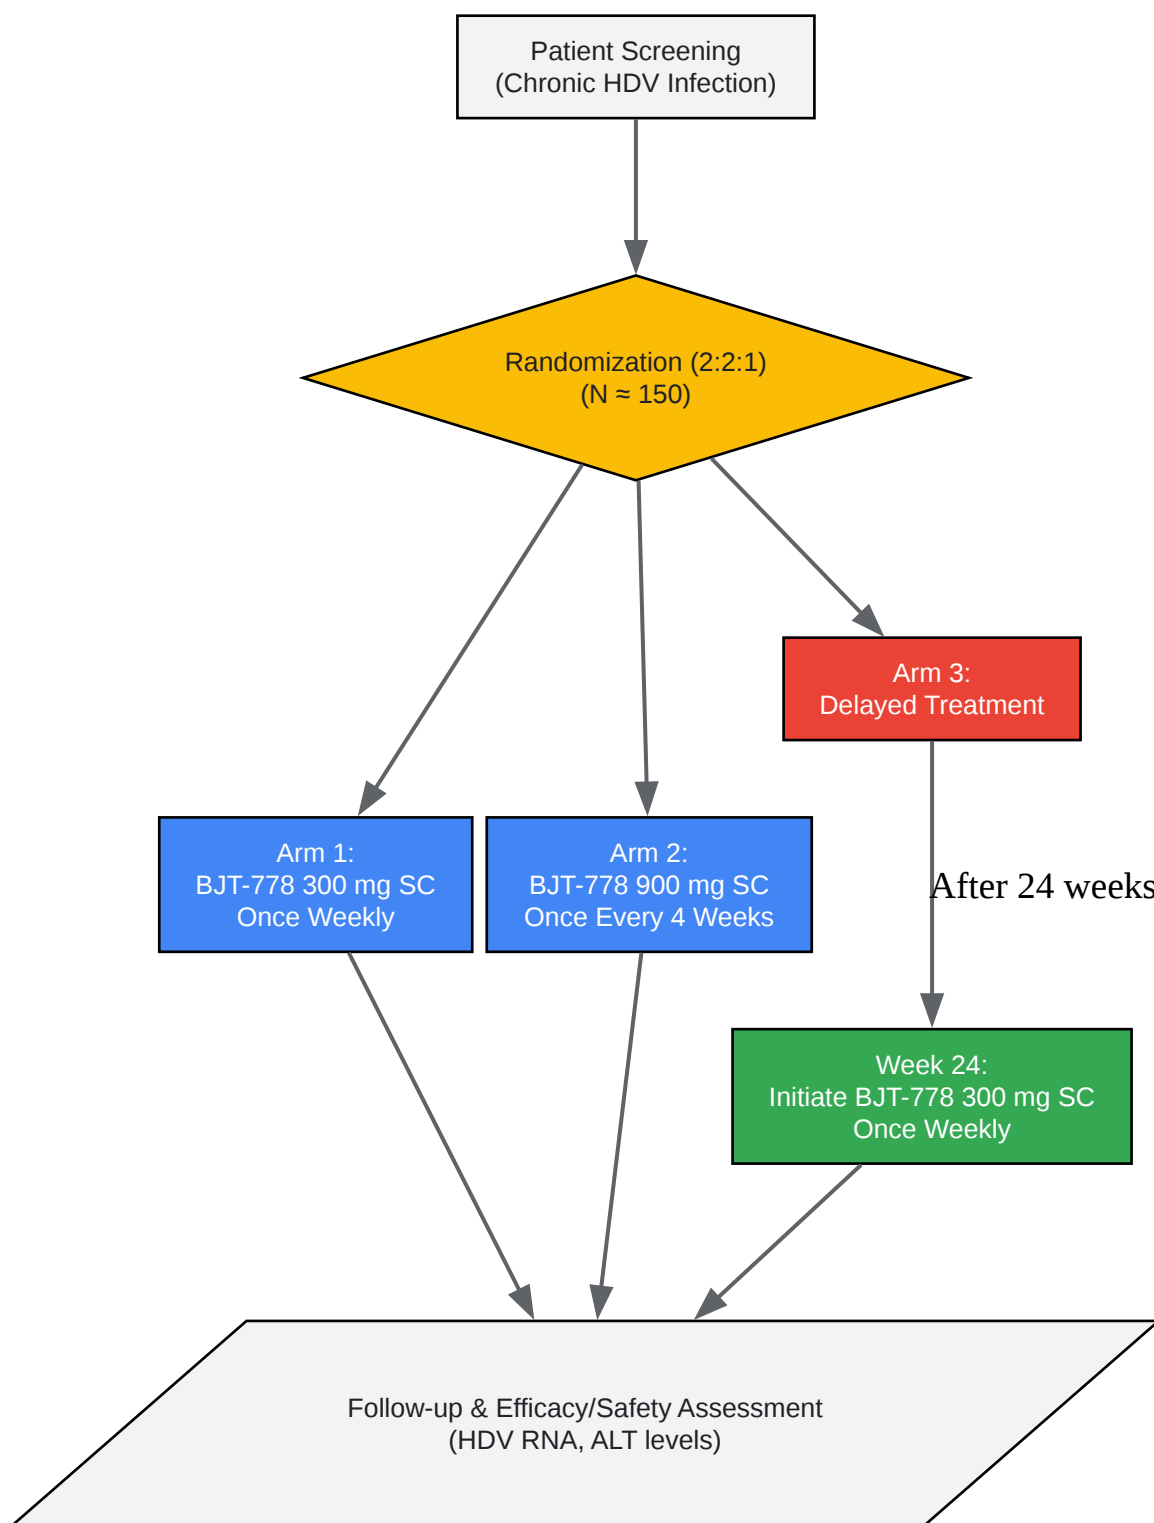 Patient Screening
(Chronic HDV Infection)
Randomization (2:2:1)
(N ≈ 150)
Arm 3:
Delayed Treatment
Arm 1:
BJT-778 300 mg SC
Once Weekly
Arm 2:
BJT-778 900 mg SC
Once Every 4 Weeks
After 24 weeks
Week 24:
Initiate BJT-778 300 mg SC
Once Weekly
Follow-up & Efficacy/Safety Assessment
(HDV RNA, ALT levels)